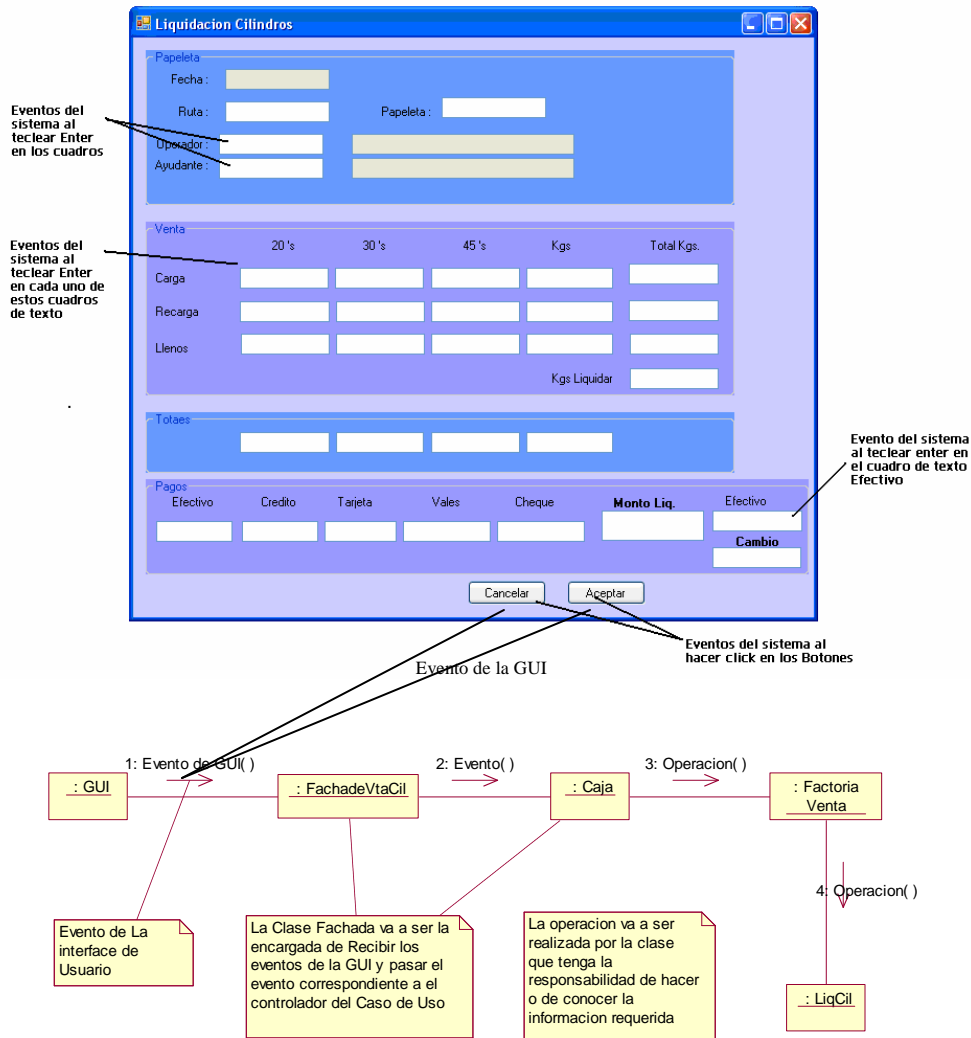 Liquidacion Cilindros
Papeleta
Fecha :
Ruta :
Papeleta :
Operador :
Ayudante :
Eventos del
sistema al
teclear Enter
en los cuadros
Venta
20 's
30 's
45 's
Kgs
Total Kgs.
Carga
Recarga
Llenos
Kgs Liquidar
Eventos del
sistema al
teclear Enter
en cada uno de
estos cuadros
de texto
.
Totaes
Pagos
Efectivo
Credito
Tarjeta
Vales
Cheque
Monto Liq.
Efectivo
Cambio
Evento del sistema
al teclear enter en
el cuadro de texto
Efectivo
Cancelar
Aceptar
Eventos del sistema al
hacer click en los Botones
Evento de la GUI
1: Evento de GUI( )
2: Evento( )
3: Operacion( )
: GUI
: FachadeVtaCil
: Caja
: Factoria
Venta
4: Operacion( )
Evento de La
interface de
Usuario
La Clase Fachada va a ser la
encargada de Recibir los
eventos de la GUI y pasar el
evento correspondiente a el
controlador del Caso de Uso
La operacion va a ser
realizada por la clase
que tenga la
responsabilidad de hacer
o de conocer la
informacion requerida
: LiqCil